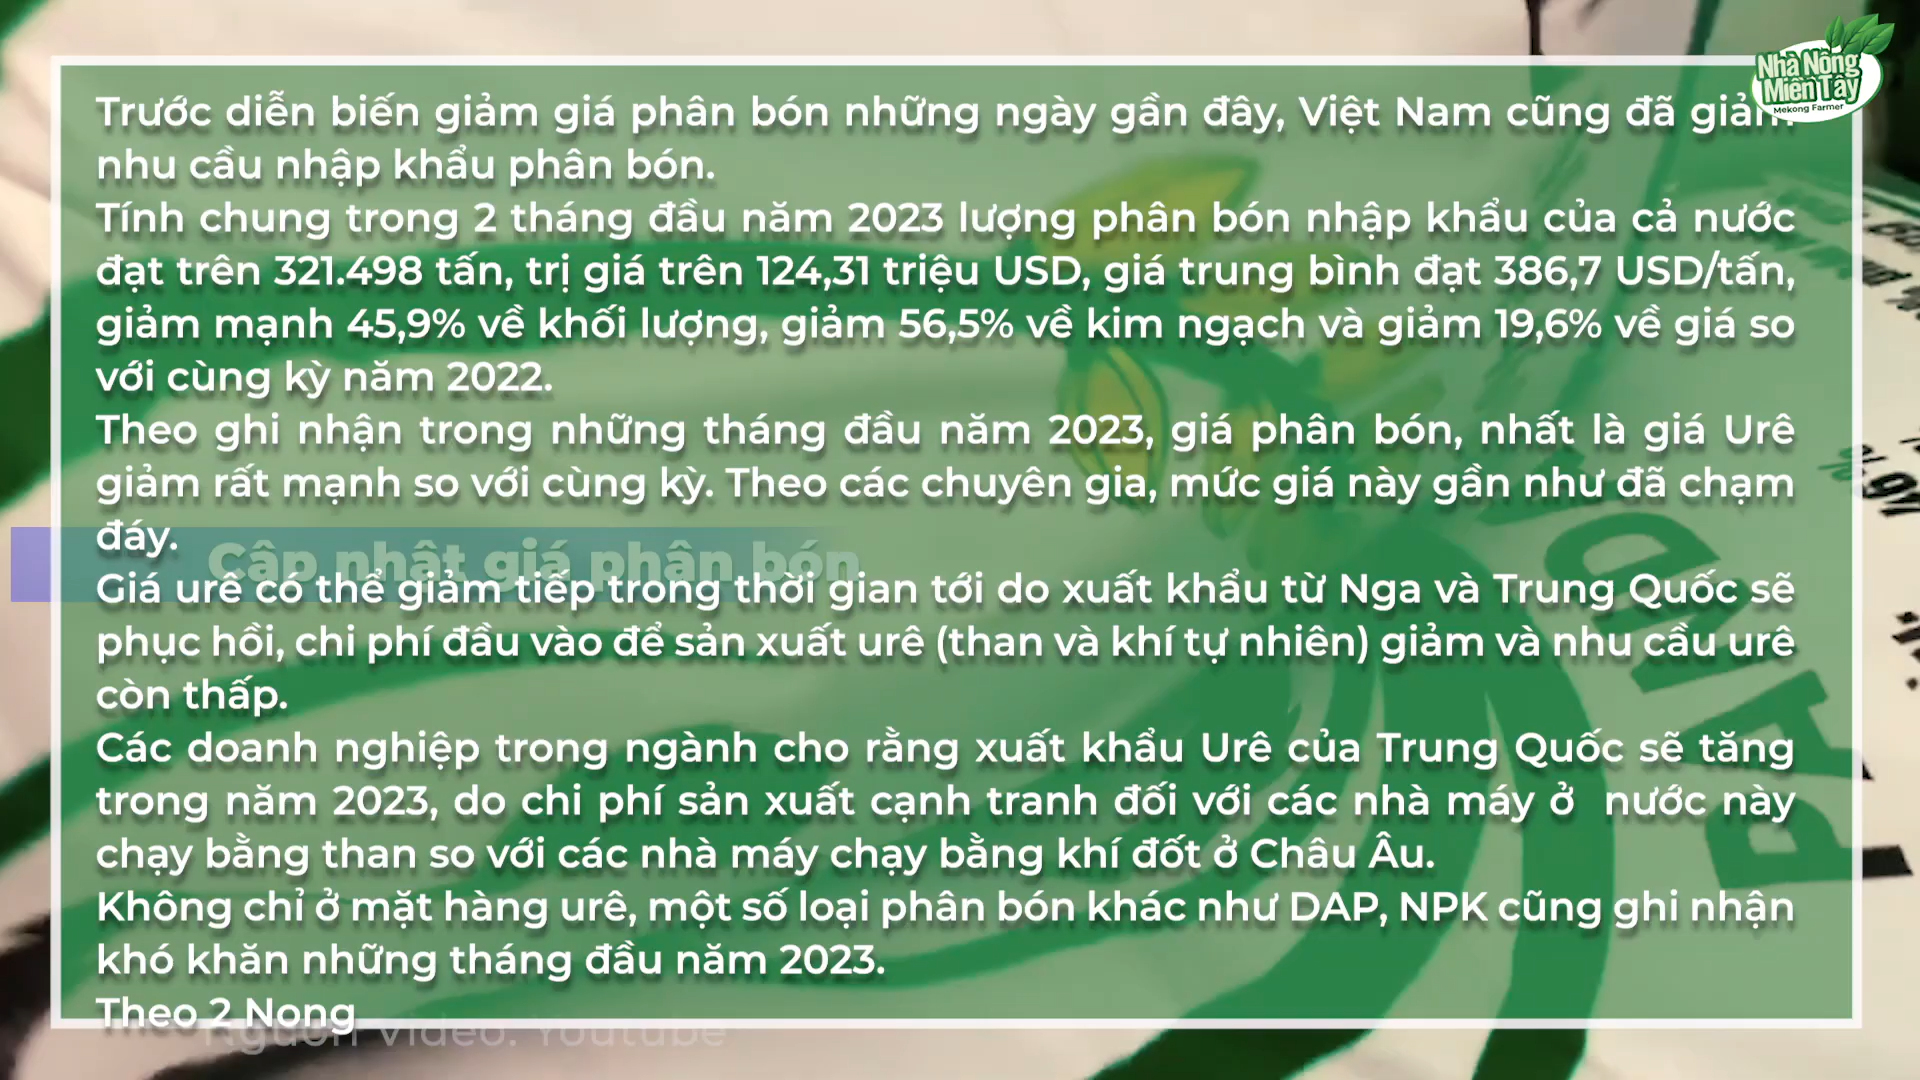 Nhà Nông
Miền Tây
Mekong Farmer
Trước diễn biến giảm giá phân bón những ngày gần đây, Việt Nam cũng đã giảm
nhu cầu nhập khẩu phân bón.
Tính chung trong 2 tháng đầu năm 2023 lượng phân bón nhập khẩu của cả nước
đạt trên 321.498 tấn, trị giá trên 124,31 triệu USD, giá trung bình đạt 386,7 USD/tấn,
giảm mạnh 45,9% về khối lượng, giảm 56,5% về kim ngạch và giảm 19,6% về giá so
với cùng kỳ năm 2022.
Theo ghi nhận trong những tháng đầu năm 2023, giá phân bón, nhất là giá Urê
giảm rất mạnh so với cùng kỳ. Theo các chuyên gia, mức giá này gần như đã chạm
đáy.
Cập nhật giá phân bón
Giá urê có thể giảm tiếp trong thời gian tới do xuất khẩu từ Nga và Trung Quốc sẽ
phục hồi, chi phí đầu vào để sản xuất urê (than và khí tự nhiên) giảm và nhu cầu urê
còn thấp.
Các doanh nghiệp trong ngành cho rằng xuất khẩu Urê của Trung Quốc sẽ tăng
trong năm 2023, do chi phí sản xuất cạnh tranh đối với các nhà máy ở nước này
chạy bằng than so với các nhà máy chạy bằng khí đốt ở Châu Âu.
Không chỉ ở mặt hàng urê, một số loại phân bón khác như DAP, NPK cũng ghi nhận
khó khăn những tháng đầu năm 2023.
Theo 2 Nong
Nguồn Video: Youtube